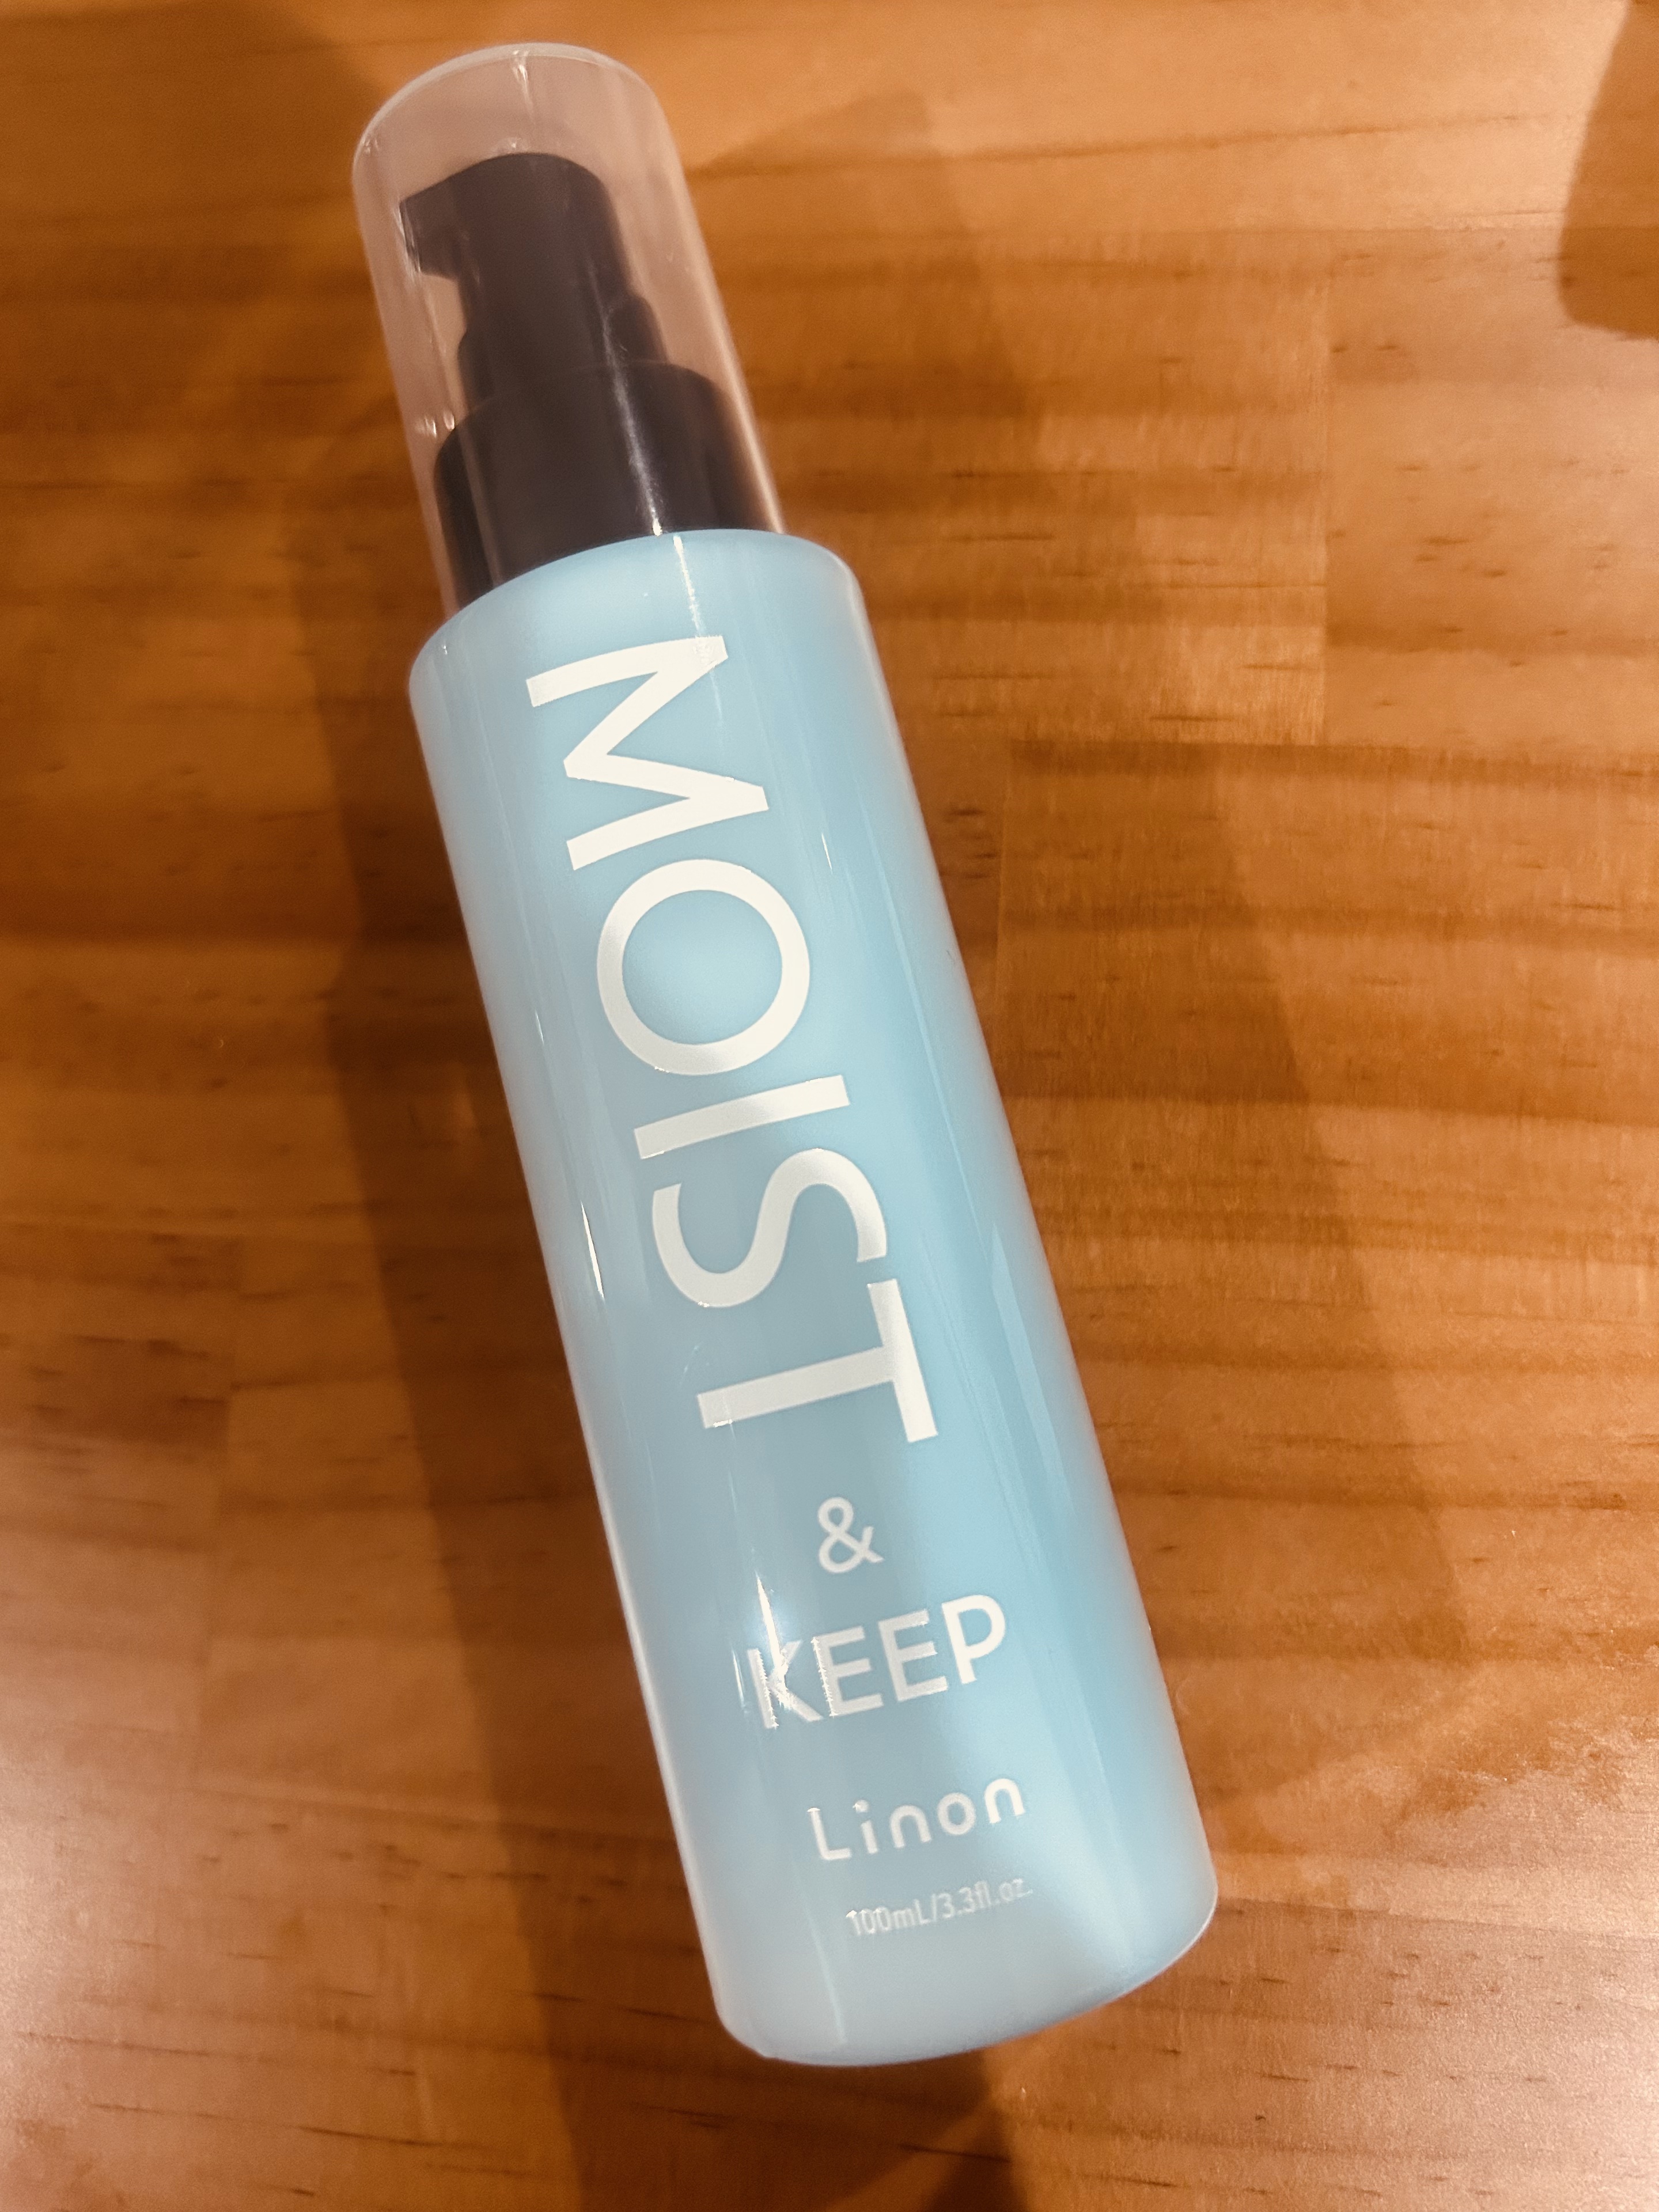 MOIST
&
KEEP
Linon
100mL/3.3fl.oz.